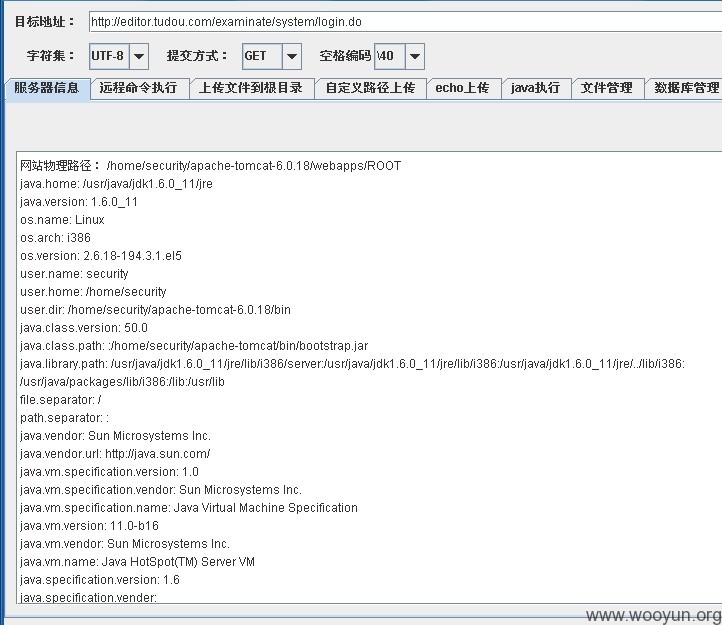 目标地址： http://editor.tudou.com/examinate/system/login.do
字符集： UTF-8 提交方式： GET 空格编码 \40
服务器信息 远程命令执行 上传文件到根目录 自定义路径上传 echo上传 java执行 文件管理 数据库管理
网站物理路径： /home/security/apache-tomcat-6.0.18/webapps/ROOT
java.home: /usr/java/jdk1.6.0_11/jre
java.version: 1.6.0_11
os.name: Linux
os.arch: i386
os.version: 2.6.18-194.3.1.el5
user.name: security
user.home: /home/security
user.dir: /home/security/apache-tomcat-6.0.18/bin
java.class.version: 50.0
java.class.path: :/home/security/apache-tomcat/bin/bootstrap.jar
java.library.path: /usr/java/jdk1.6.0_11/jre/lib/i386/server:/usr/java/jdk1.6.0_11/jre/lib/i386:/usr/java/jdk1.6.0_11/jre/../lib/i386:
/usr/java/packages/lib/i386:/lib:/usr/lib
file.separator: /
path.separator: :
java.vendor: Sun Microsystems Inc.
java.vendor.url: http://java.sun.com/
java.vm.specification.version: 1.0
java.vm.specification.vendor: Sun Microsystems Inc.
java.vm.specification.name: Java Virtual Machine Specification
java.vm.version: 11.0-b16
java.vm.vendor: Sun Microsystems Inc.
java.vm.name: Java HotSpot(TM) Server VM
java.specification.version: 1.6
java.specification.vender:
www.wooyun.org